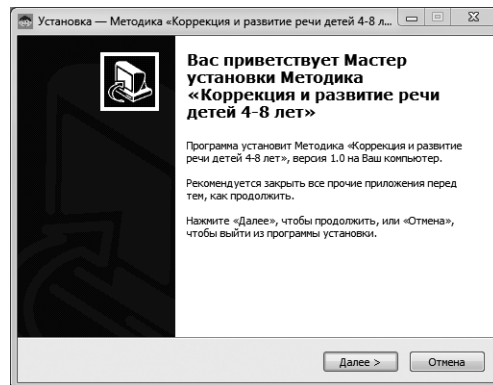 Установка — Методика «Коррекция и развитие речи детей 4-8 л...
Вас приветствует Мастер
установки Методика
«Коррекция и развитие речи
детей 4-8 лет»
Программа установит Методика «Коррекция и развитие
речи детей 4-8 лет», версия 1.0 на Ваш компьютер.
Рекомендуется закрыть все прочие приложения перед
тем, как продолжить.
Нажмите «Далее», чтобы продолжить, или «Отмена»,
чтобы выйти из программы установки.
Далее >
Отмена